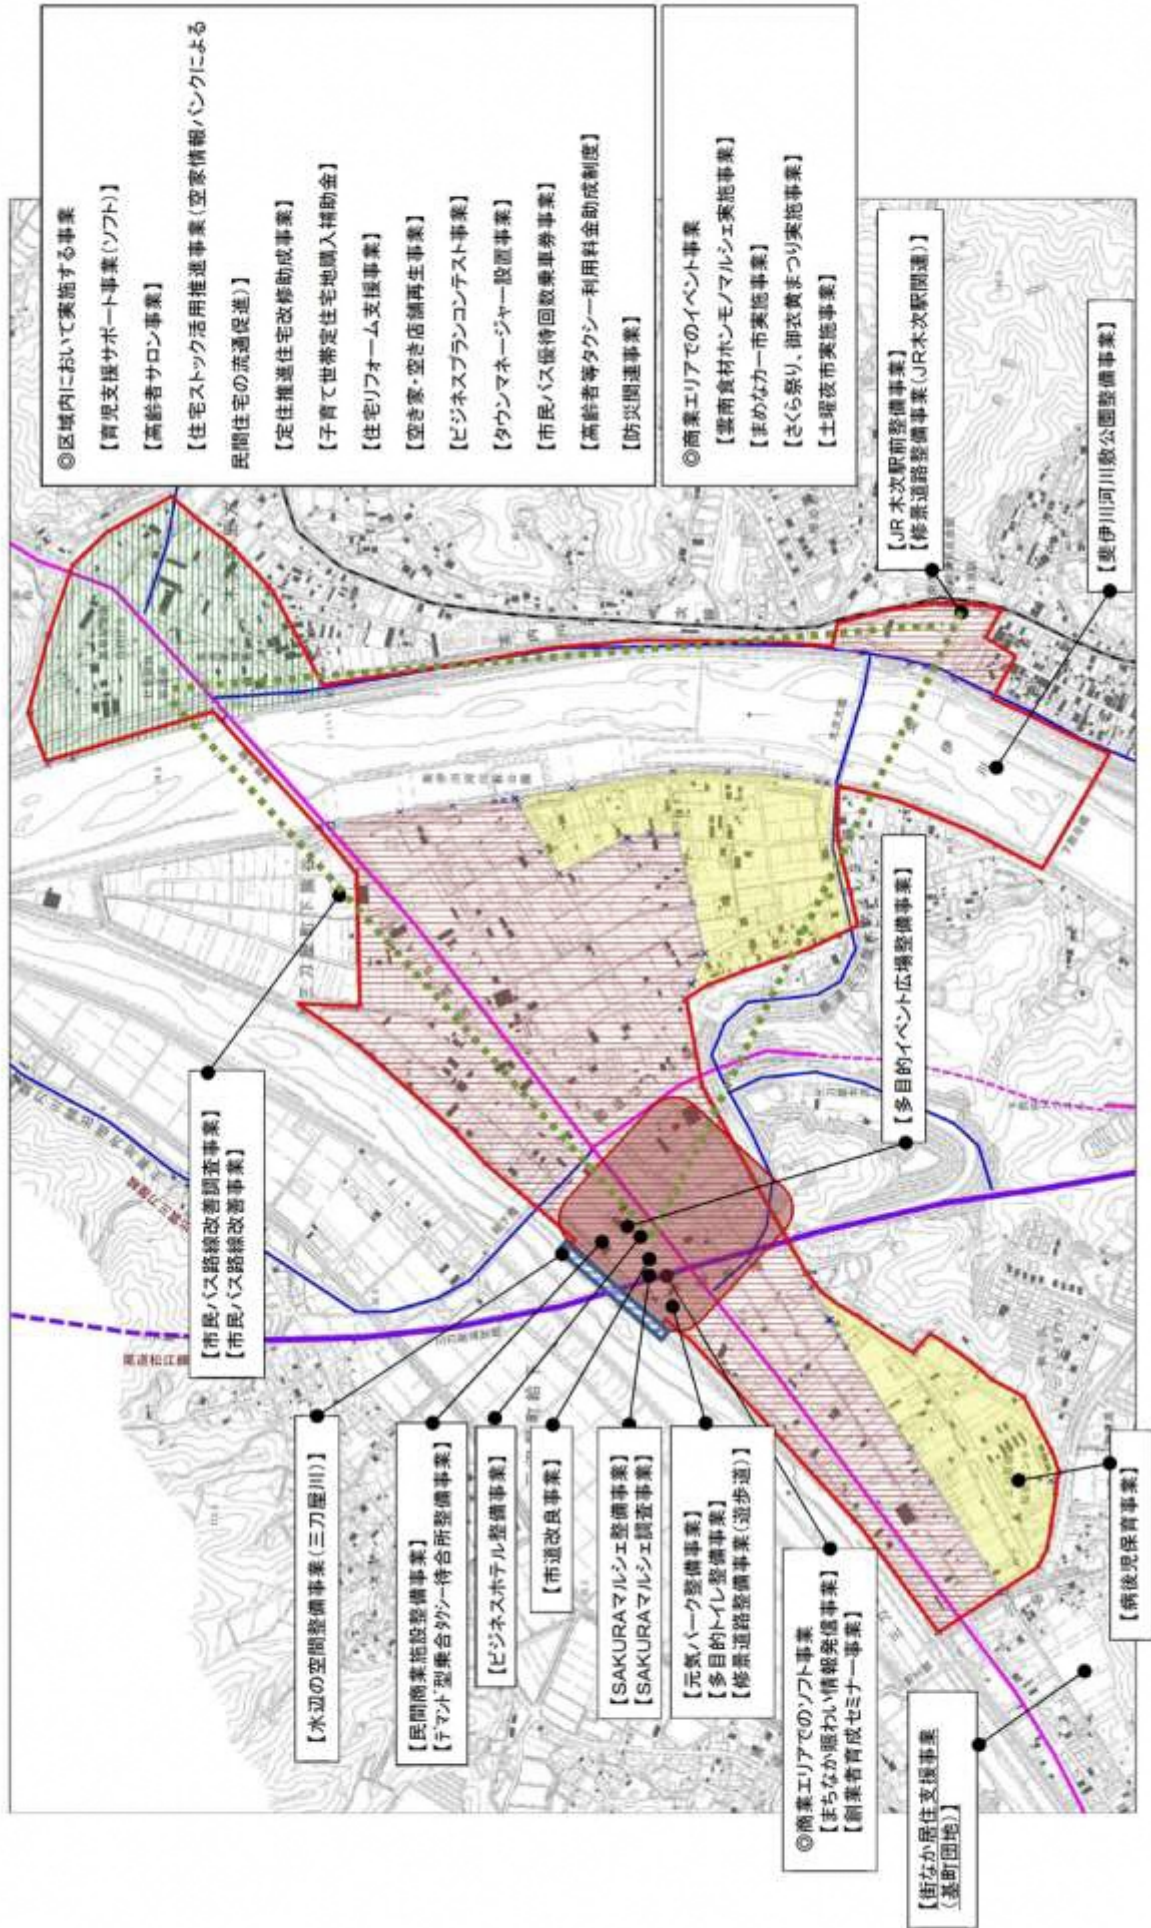 ◎区域内において実施する事業
【育児支援サポート事業(ソフト)】
【高齢者サロン事業】
【住宅ストック活用推進事業(空家情報バンクによる
民間住宅の流通促進)】
【定住推進住宅改修助成事業】
【子育て世帯定住宅地購入補助金】
【住宅リフォーム支援事業】
【空き家・空き店舗再生事業】
【ビジネスプランコンテスト事業】
【タウンマネージャー設置事業】
【市民バス優待回数乗車券事業】
【高齢者等タクシー利用料金助成制度】
【防災関連事業】
◎商業エリアでのイベント事業
【雲南食材ホンモノマルシェ実施事業】
【まめなカー市実施事業】
【さくら祭り、御衣黄まつり実施事業】
【土曜夜市実施事業】
【JR木次駅前整備事業】
【修景道路整備事業(JR木次駅関連)】
【斐伊川河川敷公園整備事業】
【多目的イベント広場整備事業】
【市民バス路線改善調査事業】
【市民バス路線改善事業】
【水辺の空間整備事業(三刀屋川)】
【民間商業施設整備事業】
【デマンド型乗合タクシー待合所整備事業】
【ビジネスホテル整備事業】
【市道改良事業】
【SAKURAマルシェ整備事業】
【SAKURAマルシェ調査事業】
【元気パーク整備事業】
【多目的トイレ整備事業】
【修景道路整備事業(遊歩道)】
◎商業エリアでのソフト事業
【まちなか賑わい情報発信事業】
【創業者育成セミナー事業】
【街なか居住支援事業
(基町団地)】
【病後児保育事業】